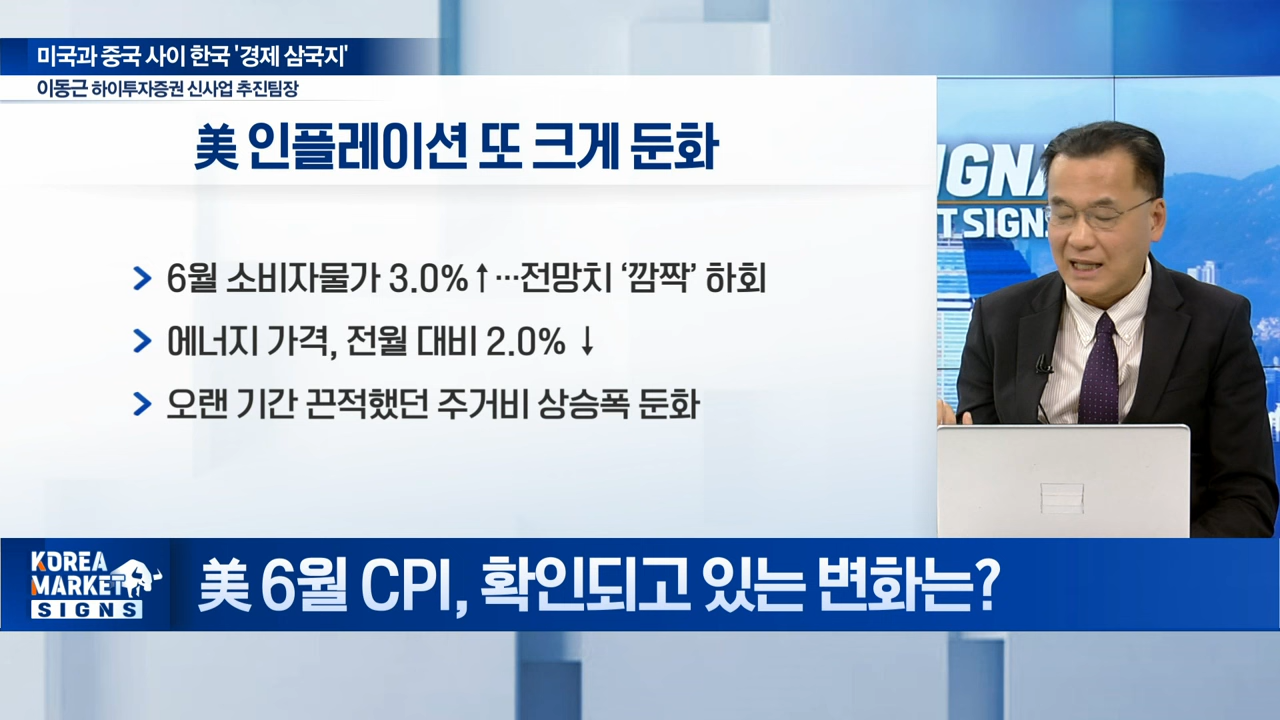 미국과 중국 사이 한국 '경제 삼국지'
이동근 하이투자증권 신사업 추진팀장
美 인플레이션 또 크게 둔화
6월 소비자물가 3.0%↑…전망치 ‘깜짝’ 하회
에너지 가격, 전월 대비 2.0% ↓
오랜 기간 끈적했던 주거비 상승폭 둔화
IGNA
T SIGNS
KOREA
MARKET
SIGNS
美 6월 CPI, 확인되고 있는 변화는?